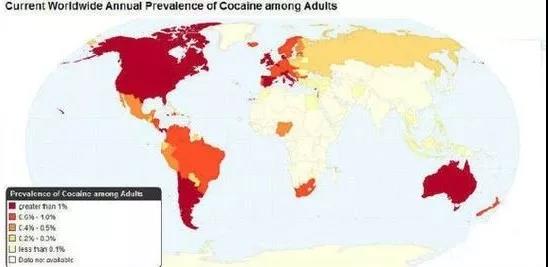 Current Worldwide Annual Prevalence of Cocaine among Adults
Prevalence of Cocaine among Adults
greater than 1%
0.6% - 1.0%
0.4% - 0.5%
0.2% - 0.3%
less than 0.1%
Data not available